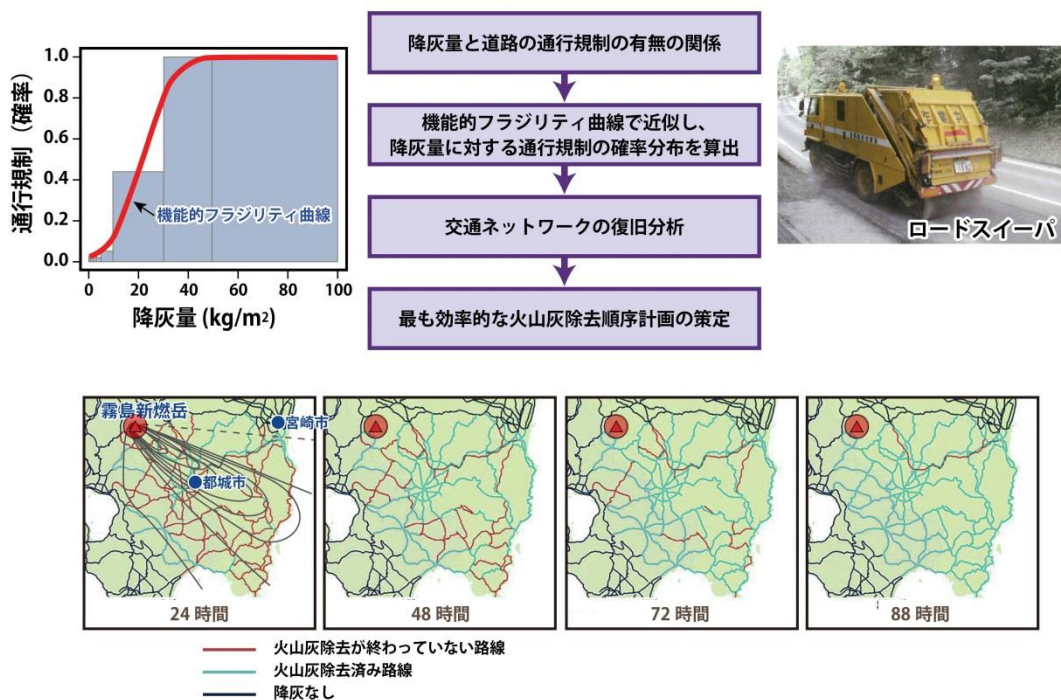 降灰量と道路の通行規制の有無の関係
機能的フラジリティ曲線で近似し、
降灰量に対する通行規制の確率分布を算出
交通ネットワークの復旧分析
最も効率的な火山灰除去順序計画の策定
通行規制（確率）
1.0
0.8
0.6
0.4
0.2
0.0
機能的フラジリティ曲線
0 20 40 60 80 100
降灰量 (kg/m²)
ロードスイーパ
霧島新燃岳
宮崎市
都城市
24 時間
48 時間
72 時間
88 時間
火山灰除去が終わっていない路線
火山灰除去済み路線
降灰なし